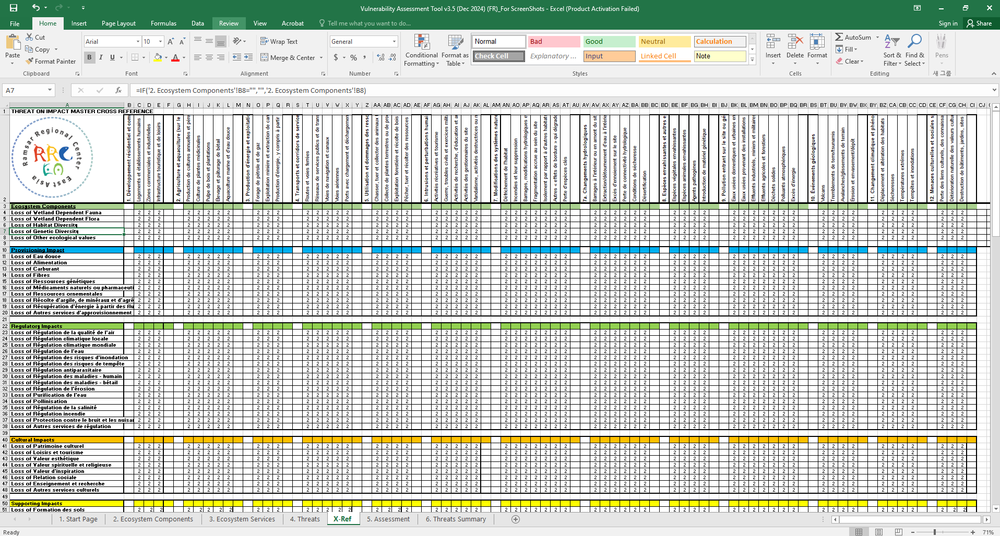 Vulnerability Assessment Tool v3.5 (Dec 2024) (FR)_For ScreenShots - Excel (Product Activation Failed)
File Home Insert Page Layout Formulas Data Review View Acrobat Tell me what you want to do... Sign in Share
Paste
Cut
Copy
Format Painter
Arial 10
B I U
Wrap Text
Merge & Center
General
$ %
Conditional Formatting
Format as Table
Normal Bad Good Neutral Calculation
Check Cell Explanatory ... Input Linked Cell Note
Insert Delete Format
AutoSum
Fill
Clear
Sort & Filter
Find & Select
Pens
Clipboard Font Alignment Number Styles Cells Editing 새 그룹
A7 fx =IF('2. Ecosystem Components'!B8="","",'2. Ecosystem Components'!B8)
THREAT ON IMPACT MASTER CROSS REFERENCE
Ramsar Regional Center
RRC
EA
East Asia
1. Développement résidentiel et com
Logements et établissements humains
Zones commerciales et industrielles
Infrastructure touristique et de loisirs
2. Agriculture et aquaculture (sur le
Production de cultures annuelles et pére
Culture de plantes médicinales
Pulpe de bois et plantations
Élevage et pâturage de bétail
Aquaculture marine et d'eau douce
3. Production d'énergie et exploitatio
Forage de pétrole et de gaz
Exploitation minière et extraction de car
Production d'énergie, y compris à partir
4. Transports et corridors de service
Routes et voies ferrées
Réseaux de services publics et de trans
Voies de navigation et canaux
Voies aériennes
Ports avec chargement et déchargemen
5. Utilisation et dommages des resso
Chasser, tuer et collecter des animaux t
Collecte de plantes terrestres ou de pro
Exploitation forestière et récolte de bois
Pêcher, tuer et récolter des ressources
6. Intrusions et perturbations humai
Activités récréatives et tourisme
Guerre, troubles civils et exercices milit
Activités de recherche, d'éducation et a
Activités des gestionnaires du site
Vandalisme, activités destructrices ou n
7. Modifications des systèmes nature
Défrichement de l'habitat
Incendies et leur suppression
Barrages, modifications hydrologiques e
Fragmentation accrue au sein du site
Isolement par rapport à d'autres habitats
Autres « effets de bordure » qui dégrade
Perte d'espèces clés
7a. Changements hydrologiques
Barrages à l'intérieur ou en amont du sit
Extraction/détournement d'eau à l'intérie
Excès d'ennoiement sur le site
Perte de connectivité hydrologique
Conditions de sécheresse
Désertification
8. Espèces envahissantes et autres e
Espèces végétales envahissantes
Espèces animales envahissantes
Agents pathogènes
Introduction de matériel génétique
9. Pollution entrant sur le site ou gé
Eaux usées domestiques et urbaines en
Eaux usées provenant des installations
Effluents industriels, miniers et militaires
Effluents agricoles et forestiers
Déchets solides
Polluants atmosphériques
Excès d'énergie
10. Événements géologiques
Volcans
Tremblements de terre/tsunamis
Avalanches/glissements de terrain
Érosion et envasement/dépôt
11. Changement climatique et phéno
Déplacement et altération des habitats
Sécheresses
Températures extrêmes
Tempêtes et inondations
12. Menaces culturelles et sociales s
Perte des liens culturels, des connaissa
Détérioration naturelle des valeurs cultur
Destruction de bâtiments, jardins, sites
Ecosystem Components
Loss of Wetland Dependent Fauna
Loss of Wetland Dependent Flora
Loss of Habitat Diversity
Loss of Genetic Diversity
Loss of Other ecological values
Provisioning Impact
Loss of Eau douce
Loss of Alimentation
Loss of Carburant
Loss of Fibres
Loss of Ressources génétiques
Loss of Médicaments naturels ou pharmaceuti
Loss of Ressources ornementales
Loss of Récolte d'argile, de minéraux et d'agré
Loss of Récupération d'énergie à partir des flu
Loss of Autres services d'approvisionnement
Regulatory Impacts
Loss of Régulation de la qualité de l'air
Loss of Régulation climatique locale
Loss of Régulation climatique mondiale
Loss of Régulation de l'eau
Loss of Régulation des risques d'inondation
Loss of Régulation des risques de tempête
Loss of Régulation antiparasitaire
Loss of Régulation des maladies - humain
Loss of Régulation des maladies - bétail
Loss of Régulation de l'érosion
Loss of Purification de l'eau
Loss of Pollinisation
Loss of Régulation de la salinité
Loss of Régulation incendie
Loss of Protection contre le bruit et les nuisan
Loss of Autres services de régulation
Cultural Impacts
Loss of Patrimoine culturel
Loss of Loisirs et tourisme
Loss of Valeur esthétique
Loss of Valeur spirituelle et religieuse
Loss of Valeur d'inspiration
Loss of Relation sociale
Loss of Enseignement et recherche
Loss of Autres services culturels
Supporting Impacts
Loss of Formation des sols
1. Start Page 2. Ecosystem Components 3. Ecosystem Services 4. Threats X-Ref 5. Assessment 6. Threats Summary
Ready 71%